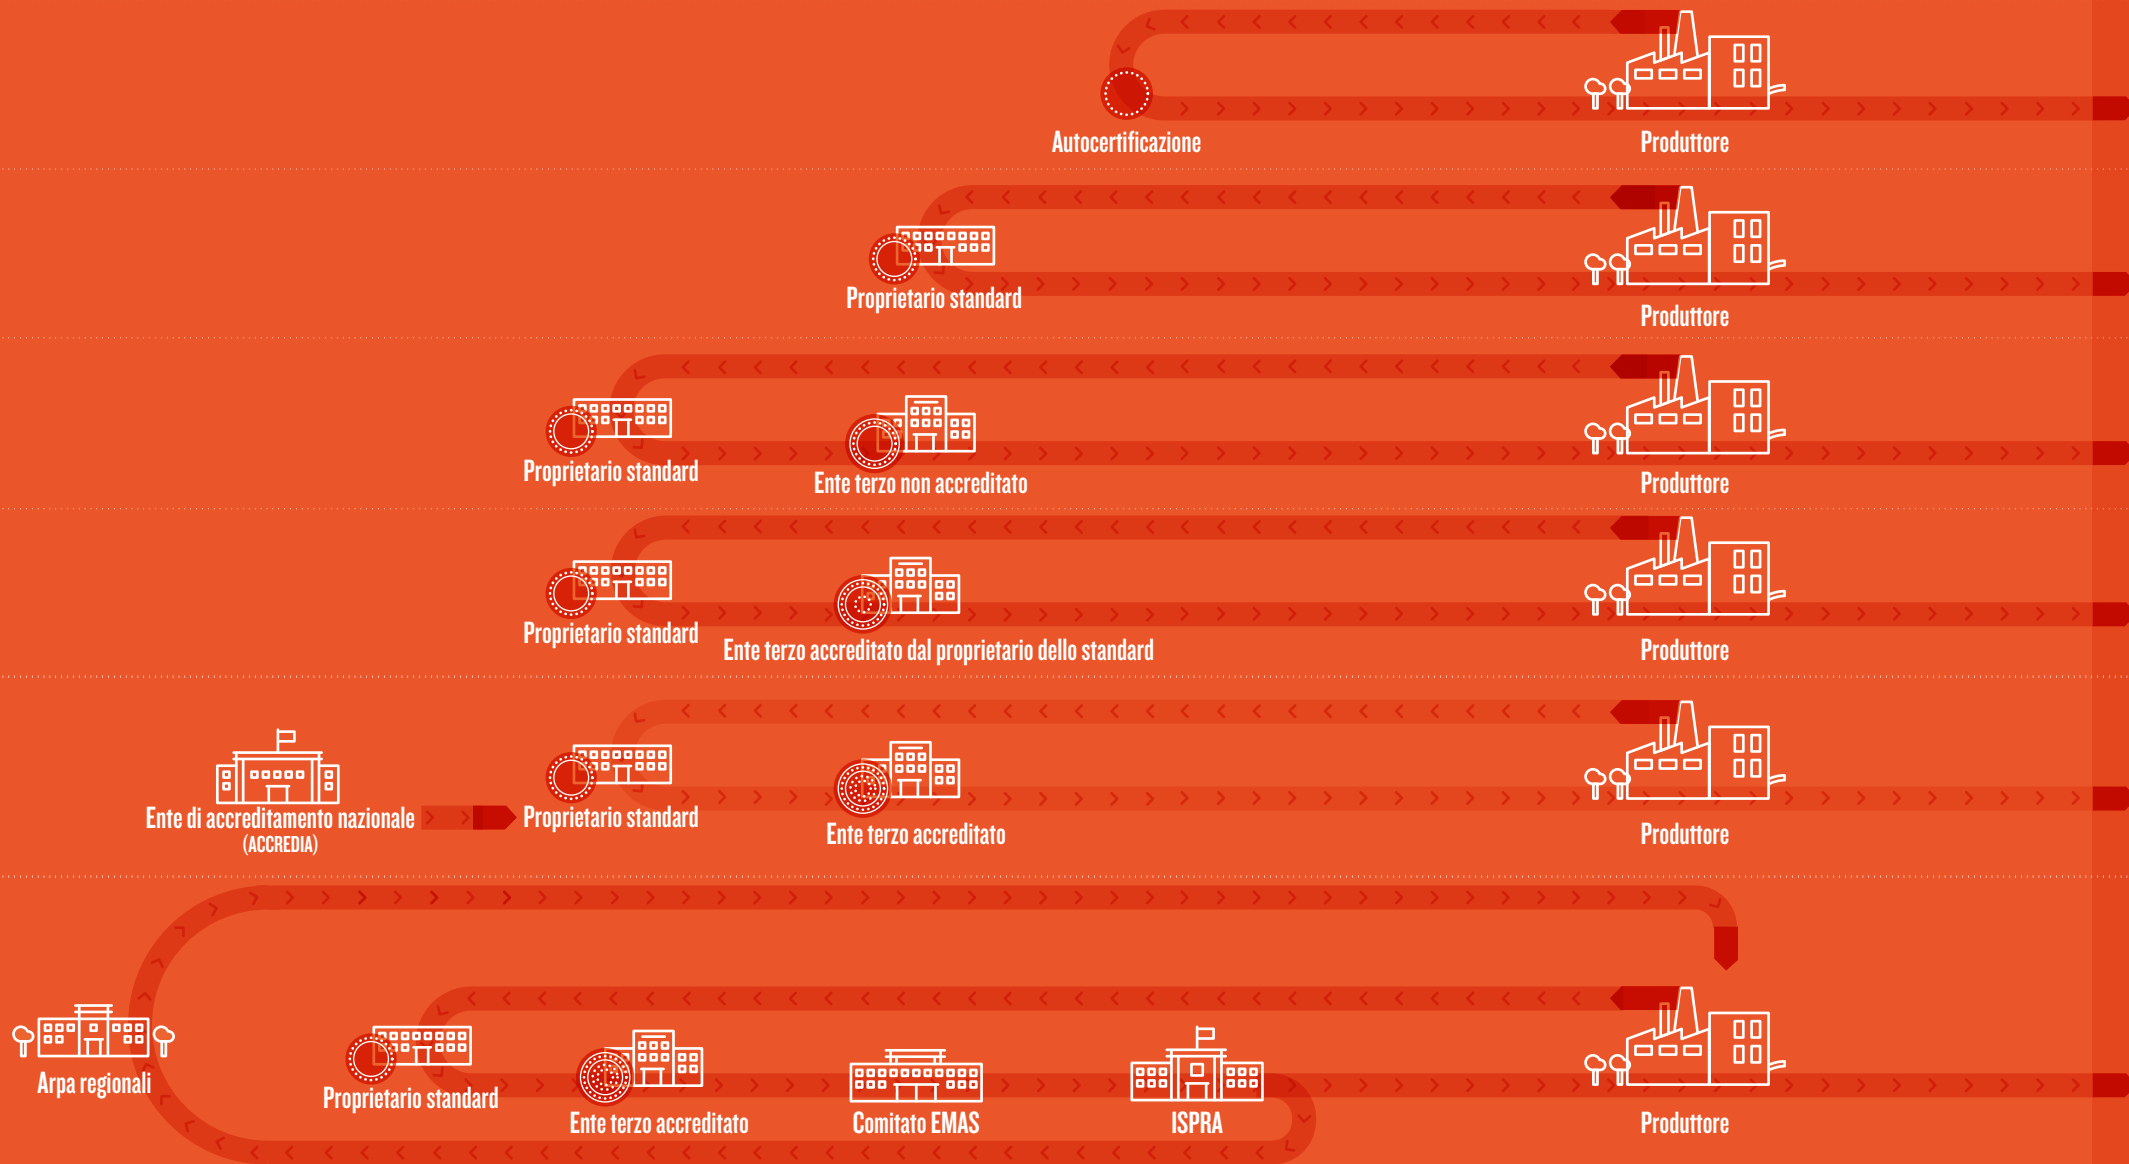 Autocertificazione
Produttore
Proprietario standard
Produttore
Proprietario standard
Ente terzo non accreditato
Produttore
Proprietario standard
Ente terzo accreditato dal proprietario dello standard
Produttore
Ente di accreditamento nazionale
(ACCREDIA)
Proprietario standard
Ente terzo accreditato
Produttore
Arpa regionali
Proprietario standard
Ente terzo accreditato
Comitato EMAS
ISPRA
Produttore